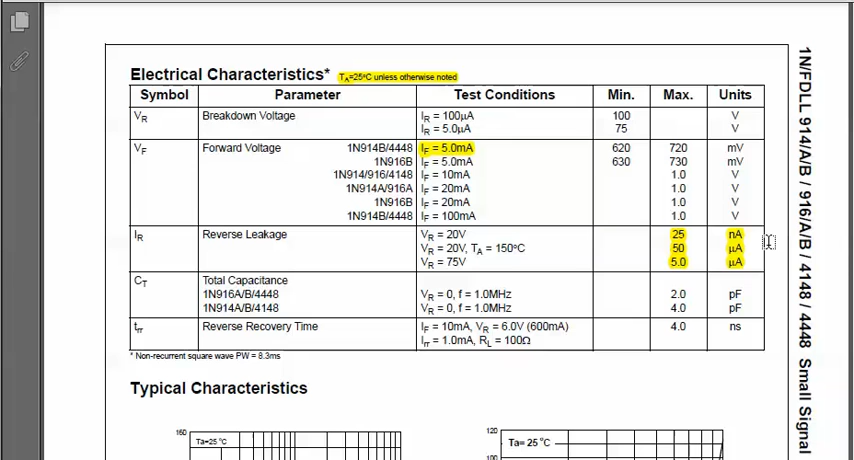 Electrical Characteristics* TA=25°C unless otherwise noted
Symbol Parameter Test Conditions Min. Max. Units
VR Breakdown Voltage IR = 100μA 100 V
IR = 5.0μA 75 V
VF Forward Voltage 1N914B/4448 IF = 5.0mA 620 720 mV
1N916B IF = 5.0mA 630 730 mV
1N914/916/4148 IF = 10mA 1.0 V
1N914A/916A IF = 20mA 1.0 V
1N916B IF = 20mA 1.0 V
1N914B/4448 IF = 100mA 1.0 V
IR Reverse Leakage VR = 20V 25 nA
VR = 20V, TA = 150°C 50 μA
VR = 75V 5.0 μA
CT Total Capacitance
1N916A/B/4448 VR = 0, f = 1.0MHz 2.0 pF
1N914A/B/4148 VR = 0, f = 1.0MHz 4.0 pF
trr Reverse Recovery Time IF = 10mA, VR = 6.0V (600mA) 4.0 ns
Irr = 1.0mA, RL = 100Ω
* Non-recurrent square wave PW = 8.3ms
Typical Characteristics
160 Ta=25 °C
120 Ta= 25 °C
100
1N/FDLL 914/A/B / 916/A/B / 4148 / 4448 Small Signal